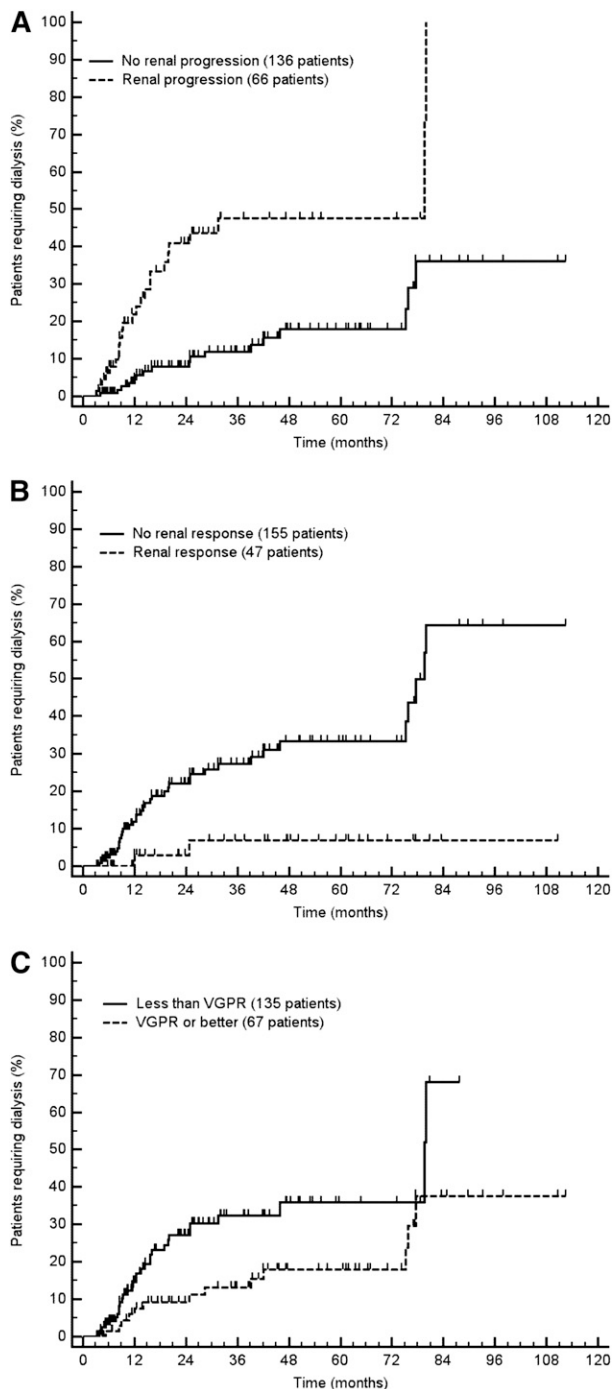 A
No renal progression (136 patients)
Renal progression (66 patients)
Patients requiring dialysis (%)
100
90
80
70
60
50
40
30
20
10
0
0 12 24 36 48 60 72 84 96 108 120
Time (months)
B
No renal response (155 patients)
Renal response (47 patients)
Patients requiring dialysis (%)
100
90
80
70
60
50
40
30
20
10
0
0 12 24 36 48 60 72 84 96 108 120
Time (months)
C
Less than VGPR (135 patients)
VGPR or better (67 patients)
Patients requiring dialysis (%)
100
90
80
70
60
50
40
30
20
10
0
0 12 24 36 48 60 72 84 96 108 120
Time (months)